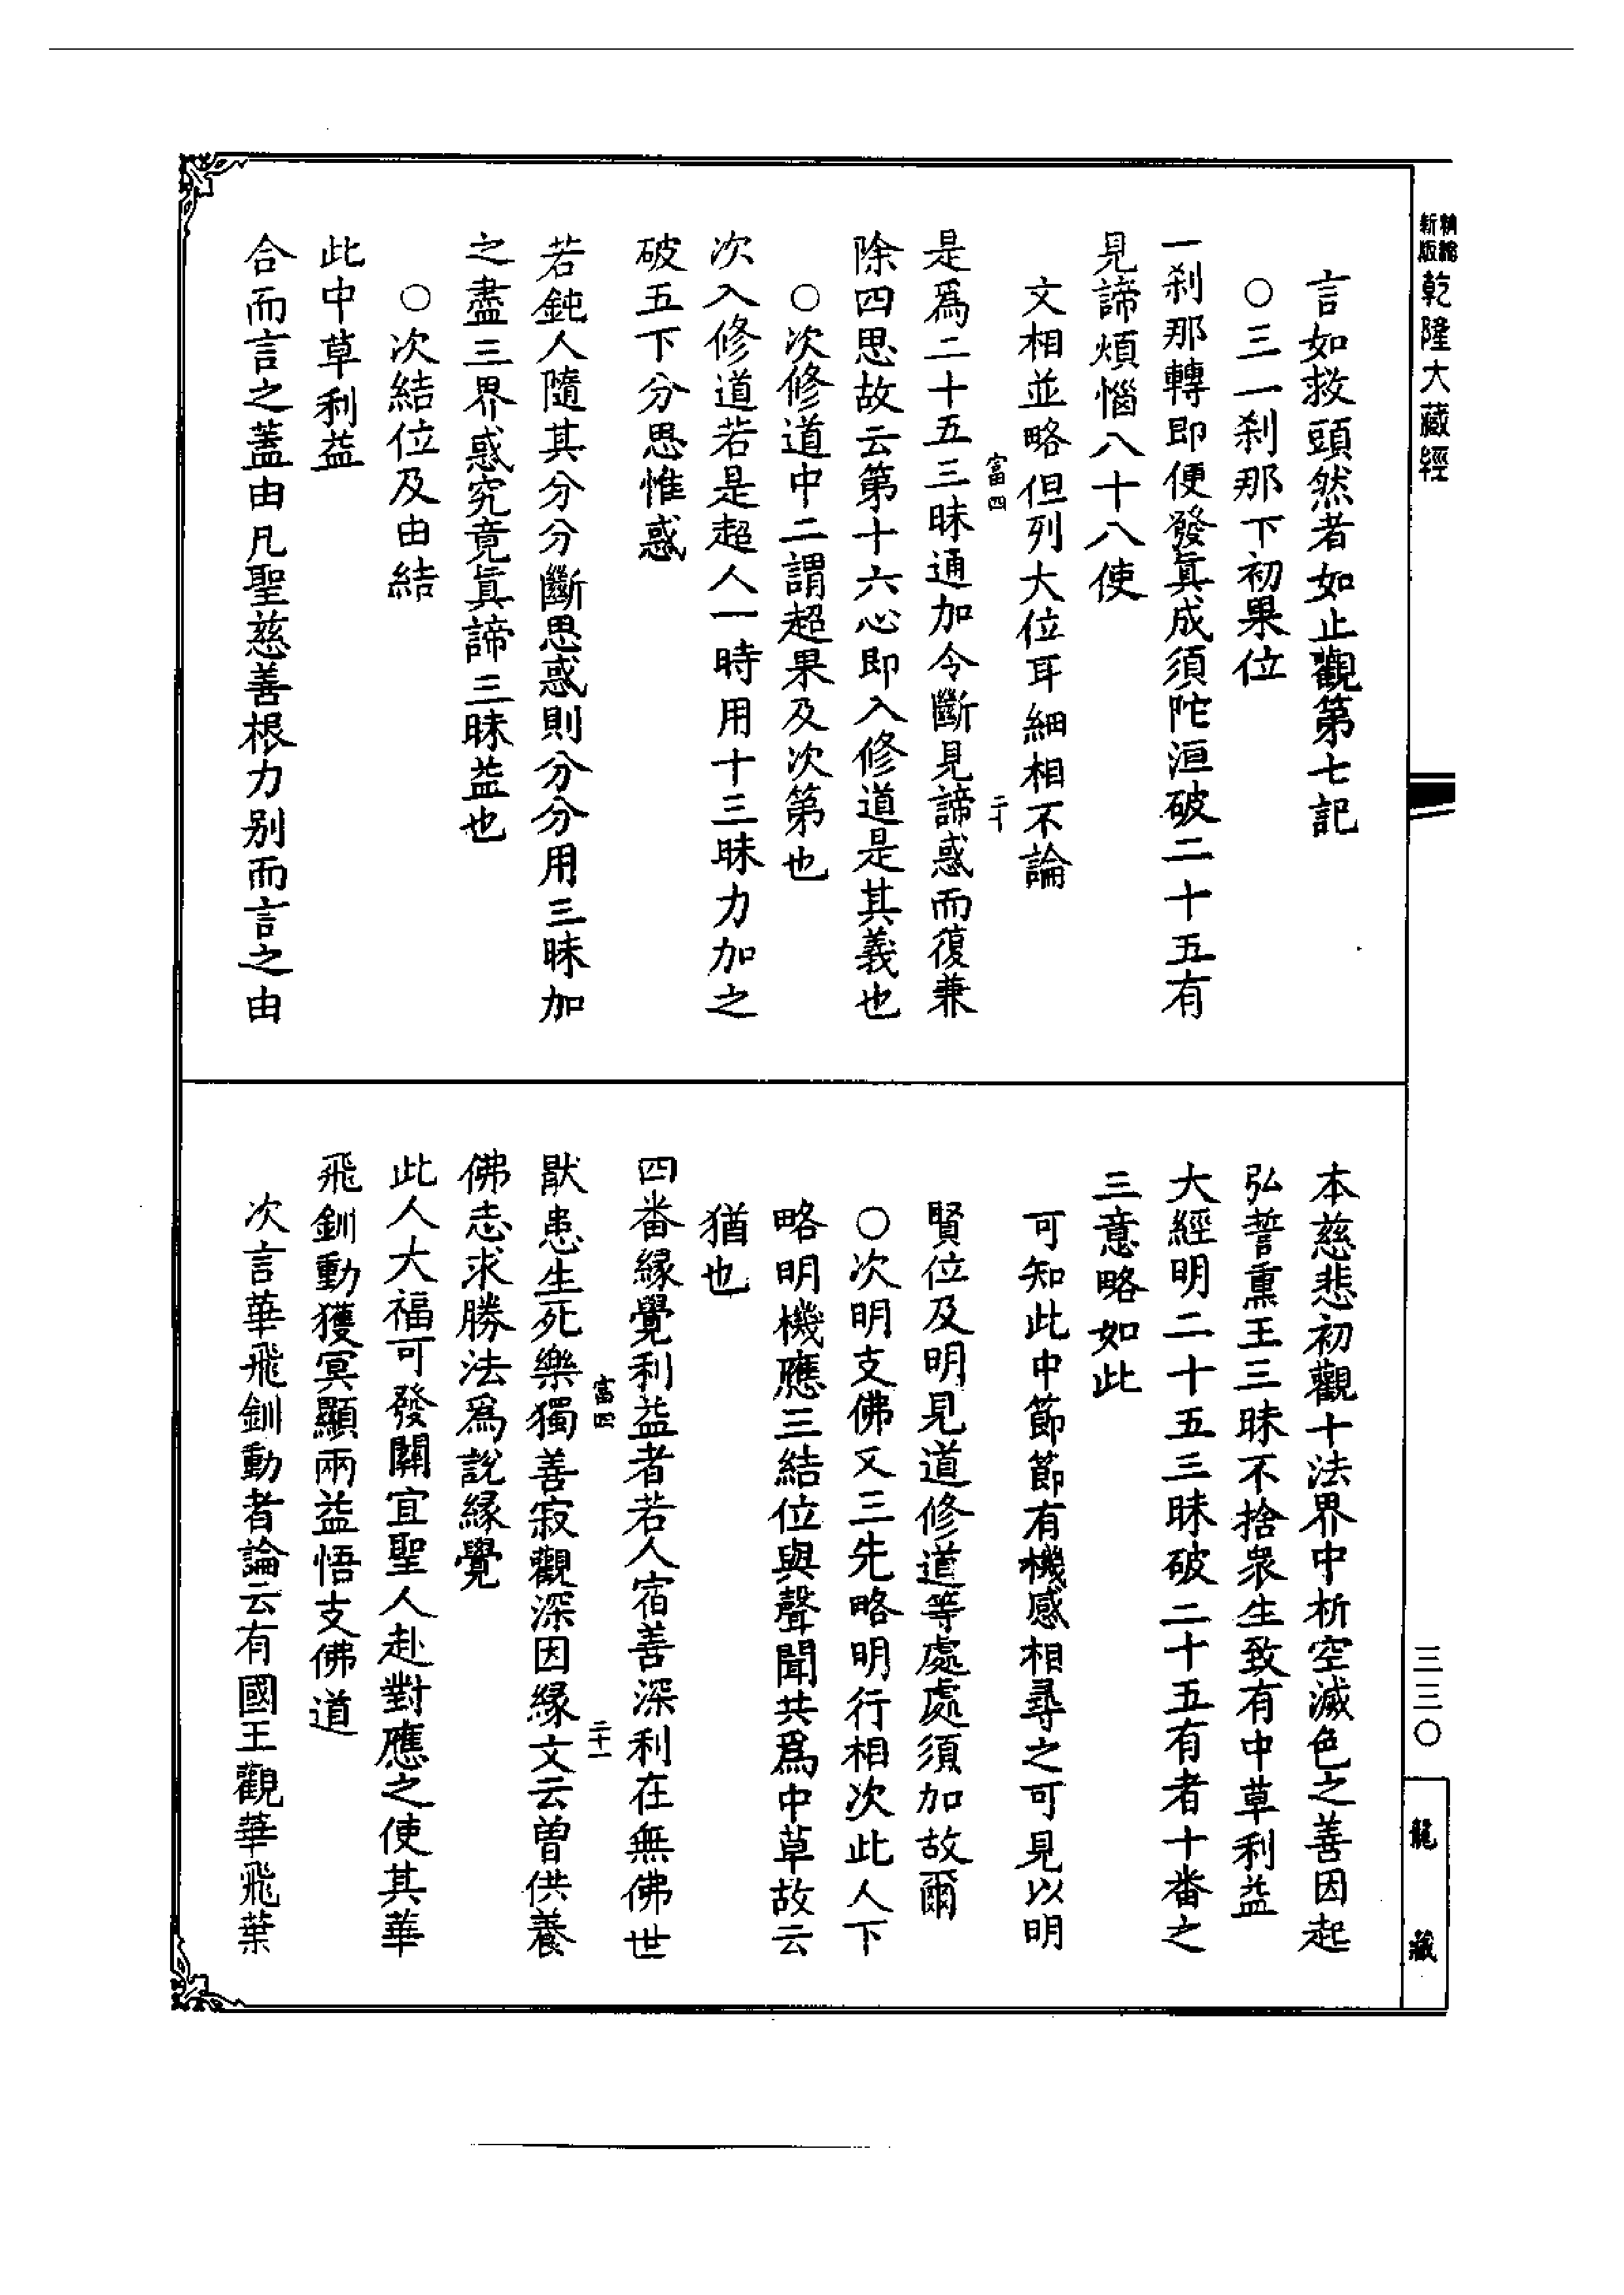 精縮新版乾隆大藏經
言如救頭然者如止觀第七記
○三一剎那下初果位
一剎那轉即便發眞成須陀洹破二十五有
見諦煩惱八十八使
文相並略但列大位耳細相不論
富四 二十
是爲二十五三昧通加令斷見諦惑而復兼
除四思故云第十六心即入修道是其義也
○次修道中二謂超果及次第也
次入修道若是超人一時用十三昧力加之
破五下分思惟惑
若鈍人隨其分分斷思惑則分分用三昧加
之盡三界惑究竟眞諦三昧益也
○次結位及由結
此中草利益
合而言之蓋由凡聖慈善根力別而言之由
本慈悲初觀十法界中析空滅色之善因起
弘誓熏王三昧不捨衆生致有中草利益
大經明二十五三昧破二十五有者十番之
三意略如此
可知此中節節有機感相尋之可見以明
賢位及明見道修道等處處須加故爾
○次明支佛又三先略明行相次此人下
略明機應三結位與聲聞共爲中草故云
猶也
四番緣覺利益者若人宿善深利在無佛世
厭患生死樂獨善寂觀深因緣文云曾供養
富四 二十一
佛志求勝法爲說緣覺
此人大福可發關宜聖人赴對應之使其華
飛釧動獲冥顯兩益悟支佛道
次言華飛釧動者論云有國王觀華飛葉
三三〇
龍藏